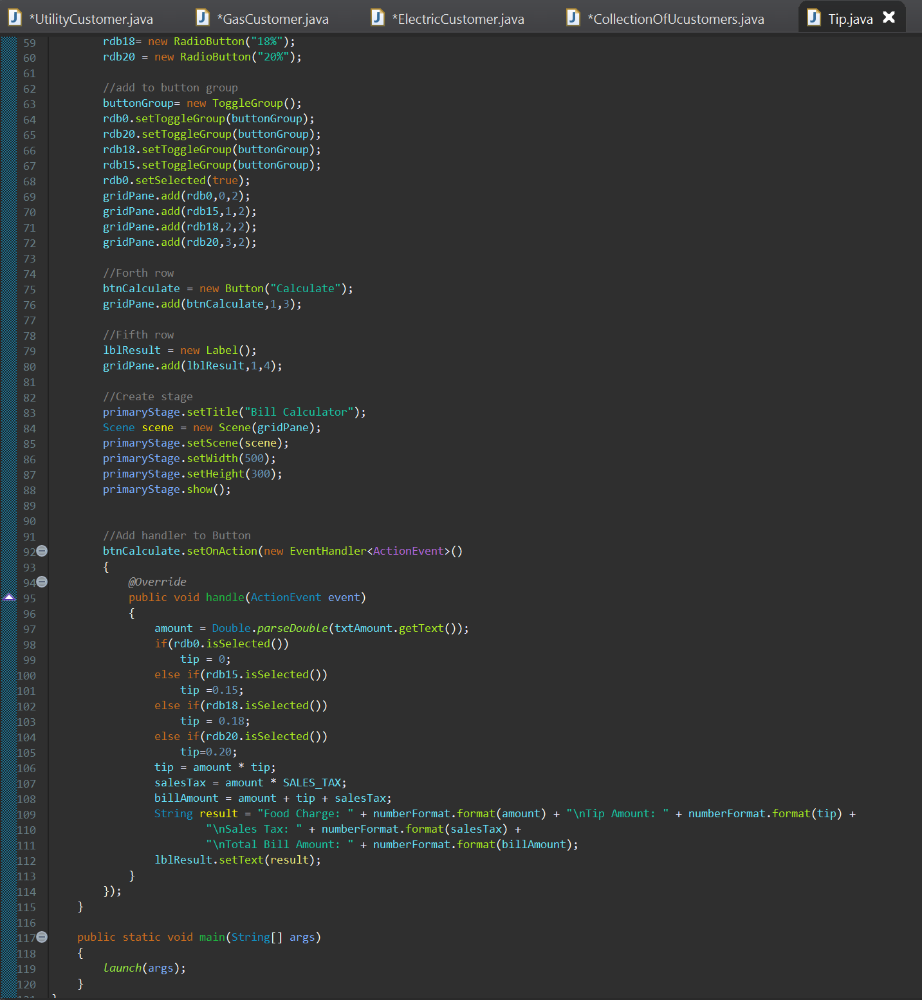 *UtilityCustomer.java *GasCustomer.java *ElectricCustomer.java *CollectionOfUcustomers.java Tip.java
59 rdb18= new RadioButton("18%");
60 rdb20 = new RadioButton("20%");
61
62 //add to button group
63 buttonGroup= new ToggleGroup();
64 rdb0.setToggleGroup(buttonGroup);
65 rdb20.setToggleGroup(buttonGroup);
66 rdb18.setToggleGroup(buttonGroup);
67 rdb15.setToggleGroup(buttonGroup);
68 rdb0.setSelected(true);
69 gridPane.add(rdb0,0,2);
70 gridPane.add(rdb15,1,2);
71 gridPane.add(rdb18,2,2);
72 gridPane.add(rdb20,3,2);
73
74 //Forth row
75 btnCalculate = new Button("Calculate");
76 gridPane.add(btnCalculate,1,3);
77
78 //Fifth row
79 lblResult = new Label();
80 gridPane.add(lblResult,1,4);
81
82 //Create stage
83 primaryStage.setTitle("Bill Calculator");
84 Scene scene = new Scene(gridPane);
85 primaryStage.setScene(scene);
86 primaryStage.setWidth(500);
87 primaryStage.setHeight(300);
88 primaryStage.show();
89
90
91 //Add handler to Button
92 btnCalculate.setOnAction(new EventHandler<ActionEvent>()
93 {
94 @Override
95 public void handle(ActionEvent event)
96 {
97 amount = Double.parseDouble(txtAmount.getText());
98 if(rdb0.isSelected())
99 tip = 0;
100 else if(rdb15.isSelected())
101 tip =0.15;
102 else if(rdb18.isSelected())
103 tip = 0.18;
104 else if(rdb20.isSelected())
105 tip=0.20;
106 tip = amount * tip;
107 salesTax = amount * SALES_TAX;
108 billAmount = amount + tip + salesTax;
109 String result = "Food Charge: " + numberFormat.format(amount) + "\nTip Amount: " + numberFormat.format(tip) +
110 "\nSales Tax: " + numberFormat.format(salesTax) +
111 "\nTotal Bill Amount: " + numberFormat.format(billAmount);
112 lblResult.setText(result);
113 }
114 });
115 }
116
117 public static void main(String[] args)
118 {
119 launch(args);
120 }